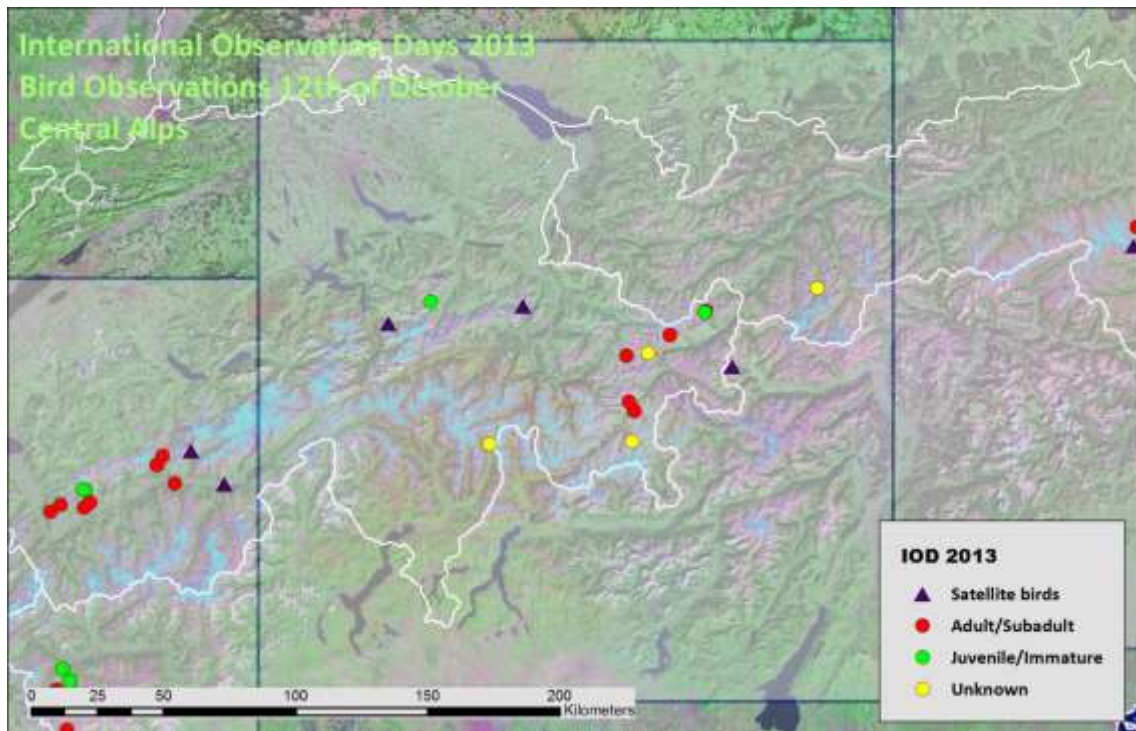 International Observation Days 2013
Bird Observations 12th of October
Central Alps
IOD 2013
Satellite birds
Adult/Subadult
Juvenile/Immature
Unknown
0 25 50 100 150 200
Kilometers